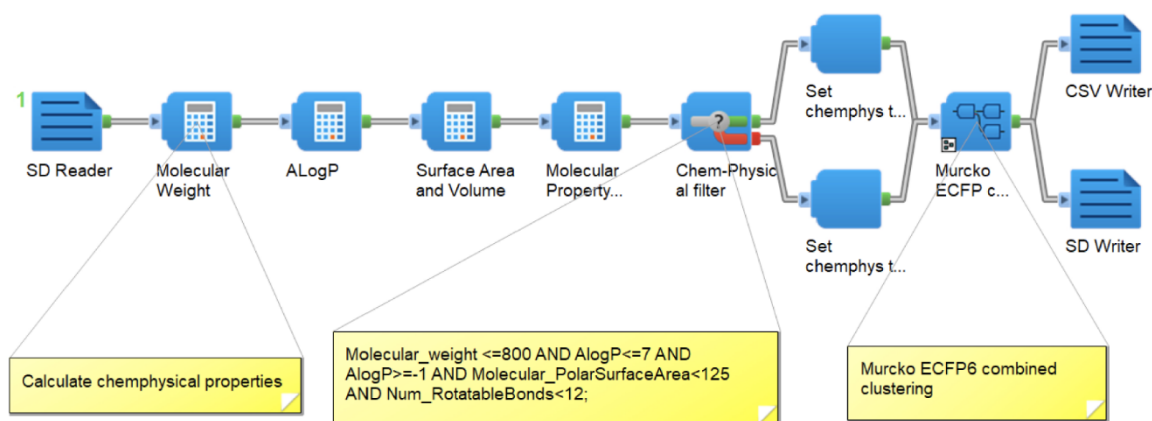 1
SD Reader
Molecular
Weight
ALogP
Surface Area
and Volume
Molecular
Property...
Chem-Physic
al filter
?
Set
chemphys t...
Set
chemphys t...
Murcko
ECFP c...
CSV Writer
SD Writer
Calculate chemphysical properties
Molecular_weight <=800 AND AlogP<=7 AND
AlogP>=-1 AND Molecular_PolarSurfaceArea<125
AND Num_RotatableBonds<12;
Murcko ECFP6 combined
clustering